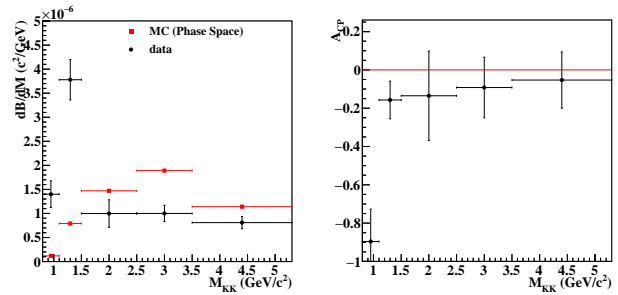 ×10⁻⁶
dB/dM (c²/GeV)
5
4.5
4
3.5
3
2.5
2
1.5
1
0.5
0
MC (Phase Space)
data
1 1.5 2 2.5 3 3.5 4 4.5 5
M_KK (GeV/c²)
A_CP
0.2
0
−0.2
−0.4
−0.6
−0.8
−1
1 1.5 2 2.5 3 3.5 4 4.5 5
M_KK (GeV/c²)